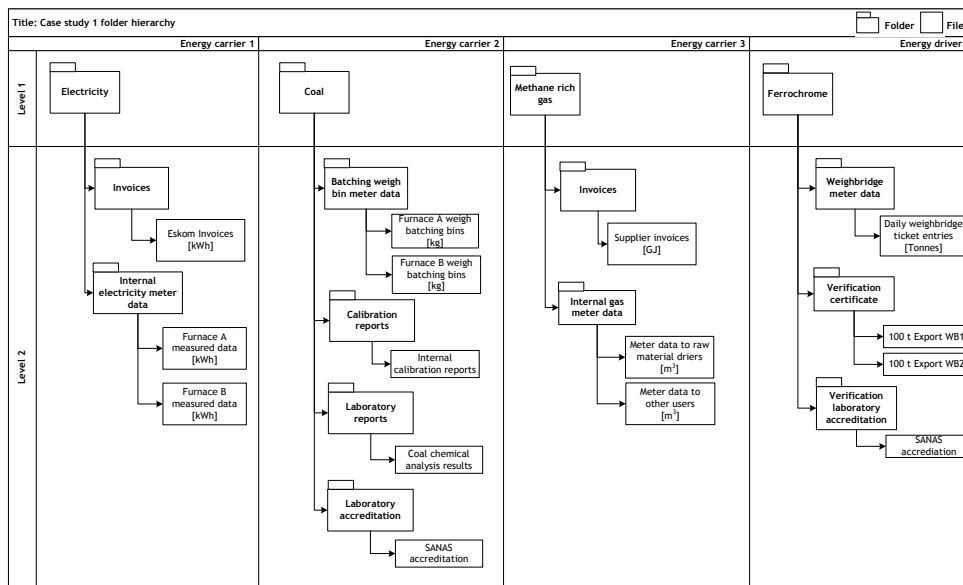 Title: Case study 1 folder hierarchy
Folder
File
Energy carrier 1
Energy carrier 2
Energy carrier 3
Energy driver
Level 1
Electricity
Coal
Methane rich
gas
Ferrochrome
Level 2
Invoices
Eskom Invoices
[kWh]
Internal
electricity meter
data
Furnace A
measured data
[kWh]
Furnace B
measured data
[kWh]
Batching weigh
bin meter data
Furnace A weigh
batching bins
[kg]
Furnace B weigh
batching bins
[kg]
Calibration
reports
Internal
calibration reports
Laboratory
reports
Coal chemical
analysis results
Laboratory
accreditation
SANAS
accreditation
Invoices
Supplier invoices
[GJ]
Internal gas
meter data
Meter data to raw
material driers
[m³]
Meter data to
other users
[m³]
Weighbridge
meter data
Daily weighbridge
ticket entries
[Tonnes]
Verification
certificate
100 t Export WB1
100 t Export WB2
Verification
laboratory
accreditation
SANAS
accrediation